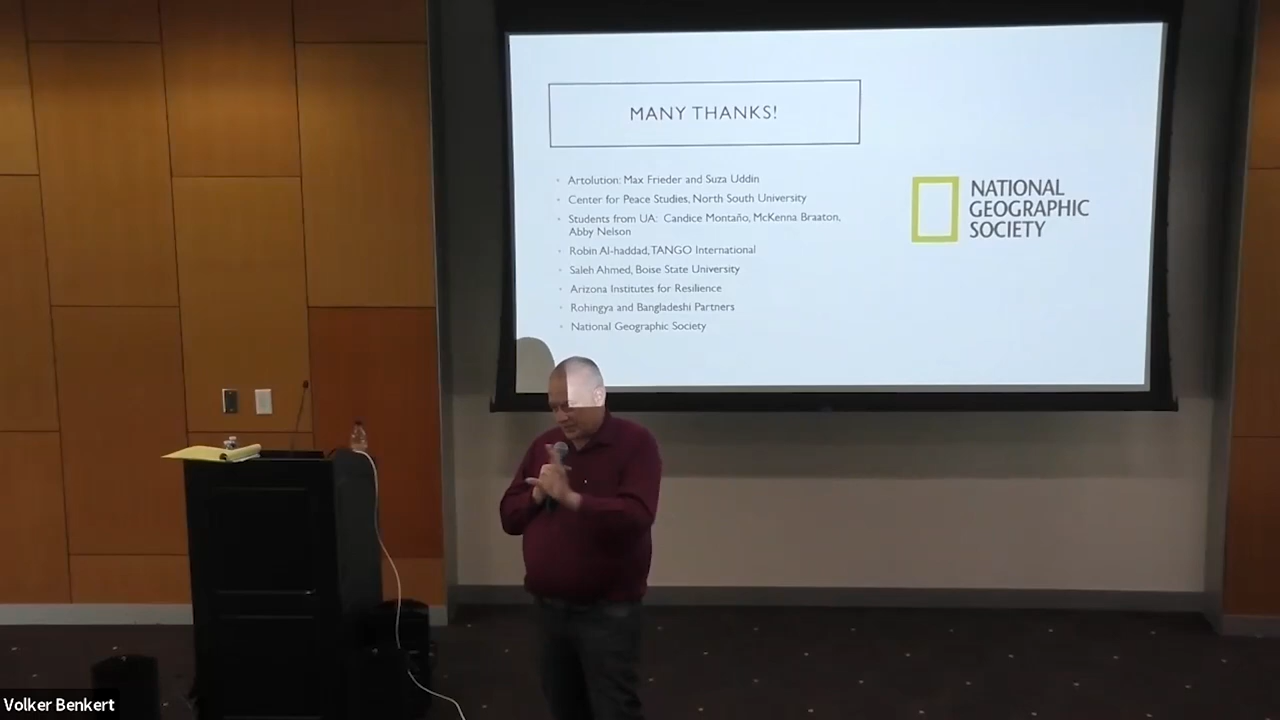 MANY THANKS!
Artolution: Max Frieder and Suza Uddin
Center for Peace Studies, North South University
Students from UA: Candice Montaño, McKenna Braaton,
Abby Nelson
Robin Al-haddad, TANGO International
Saleh Ahmed, Boise State University
Arizona Institutes for Resilience
Rohingya and Bangladeshi Partners
National Geographic Society
NATIONAL
GEOGRAPHIC
SOCIETY
Volker Benkert